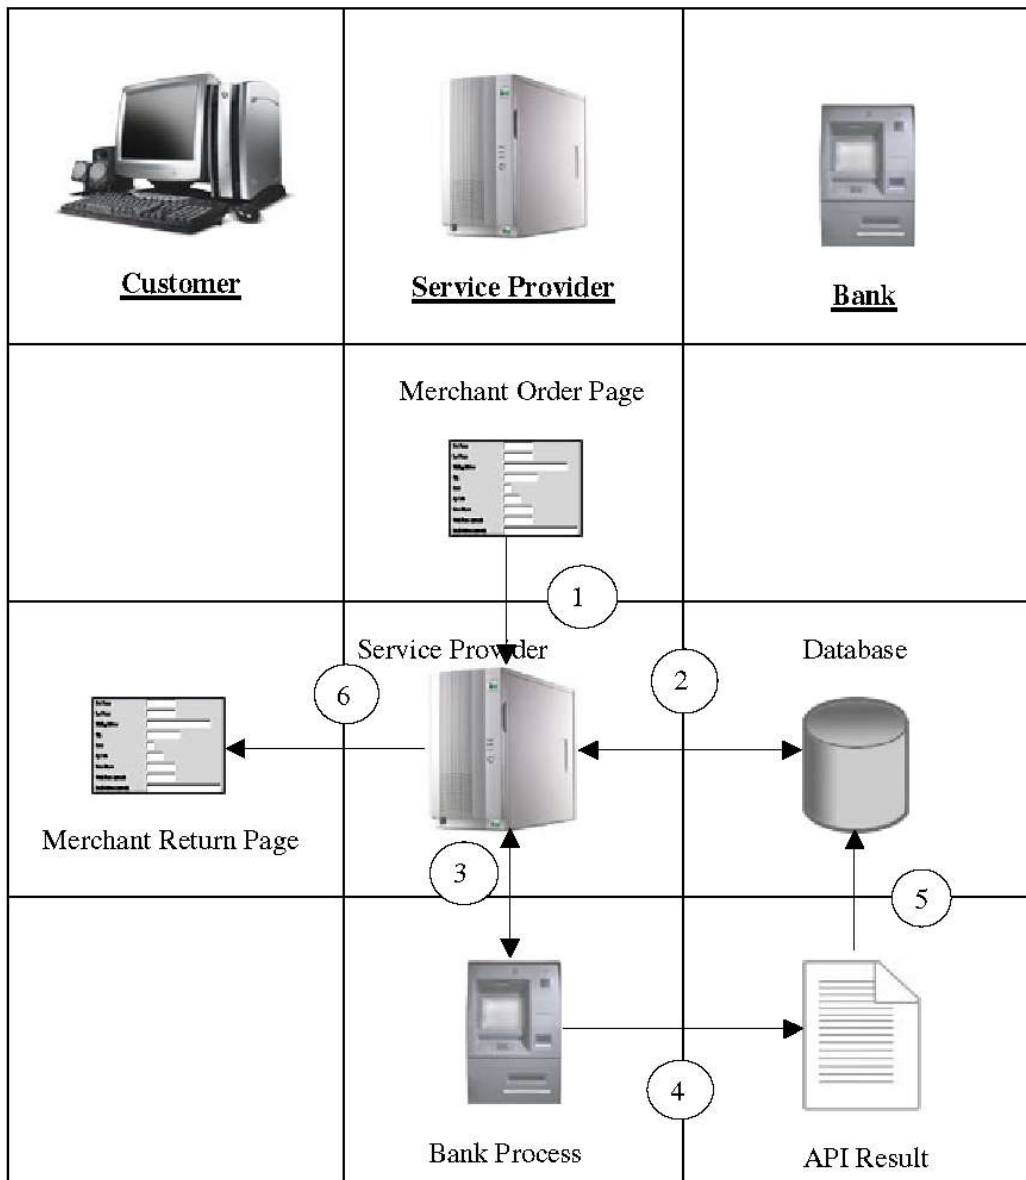 Customer
Service Provider
Bank
Merchant Order Page
1
Service Provider
2
Database
6
Merchant Return Page
3
5
4
Bank Process
API Result